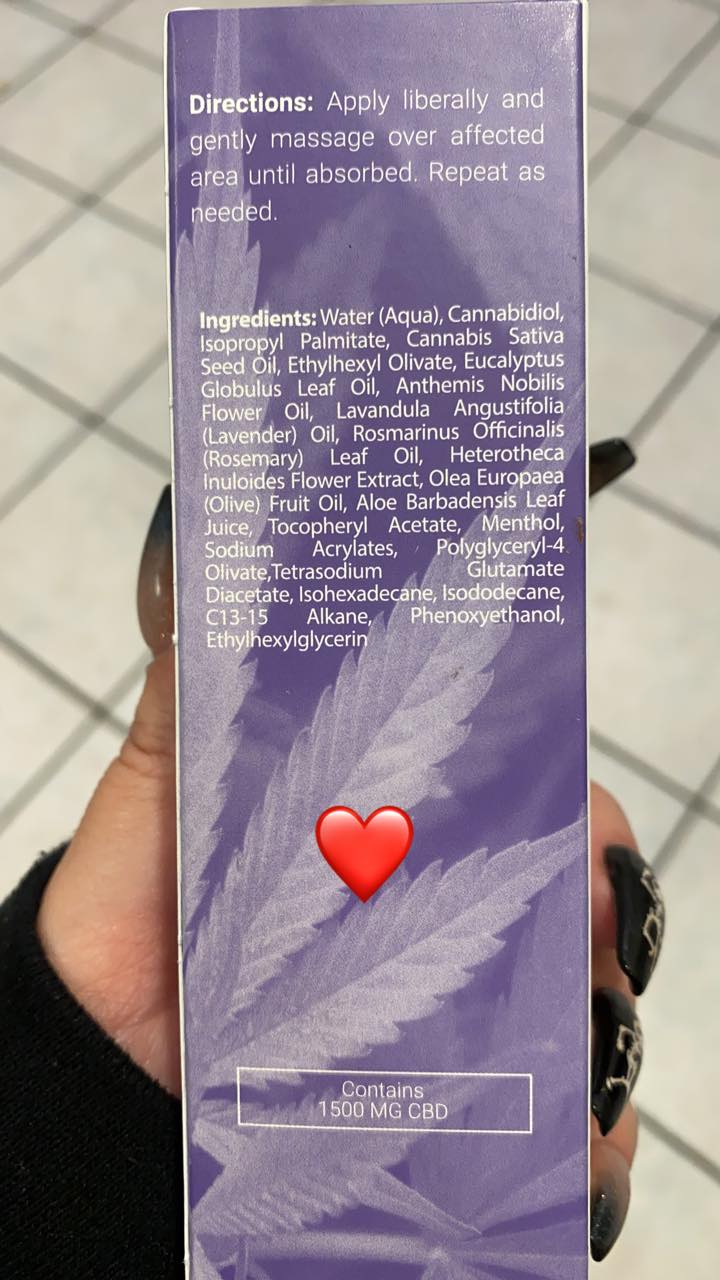 Directions: Apply liberally and
gently massage over affected
area until absorbed. Repeat as
needed.
Ingredients: Water (Aqua), Cannabidiol,
Isopropyl Palmitate, Cannabis Sativa
Seed Oil, Ethylhexyl Olivate, Eucalyptus
Globulus Leaf Oil, Anthemis Nobilis
Flower Oil, Lavandula Angustifolia
(Lavender) Oil, Rosmarinus Officinalis
(Rosemary) Leaf Oil, Heterotheca
Inuloides Flower Extract, Olea Europaea
(Olive) Fruit Oil, Aloe Barbadensis Leaf
Juice, Tocopheryl Acetate, Menthol,
Sodium Acrylates, Polyglyceryl-4
Olivate,Tetrasodium Glutamate
Diacetate, Isohexadecane, Isododecane,
C13-15 Alkane, Phenoxyethanol,
Ethylhexylglycerin
Contains
1500 MG CBD